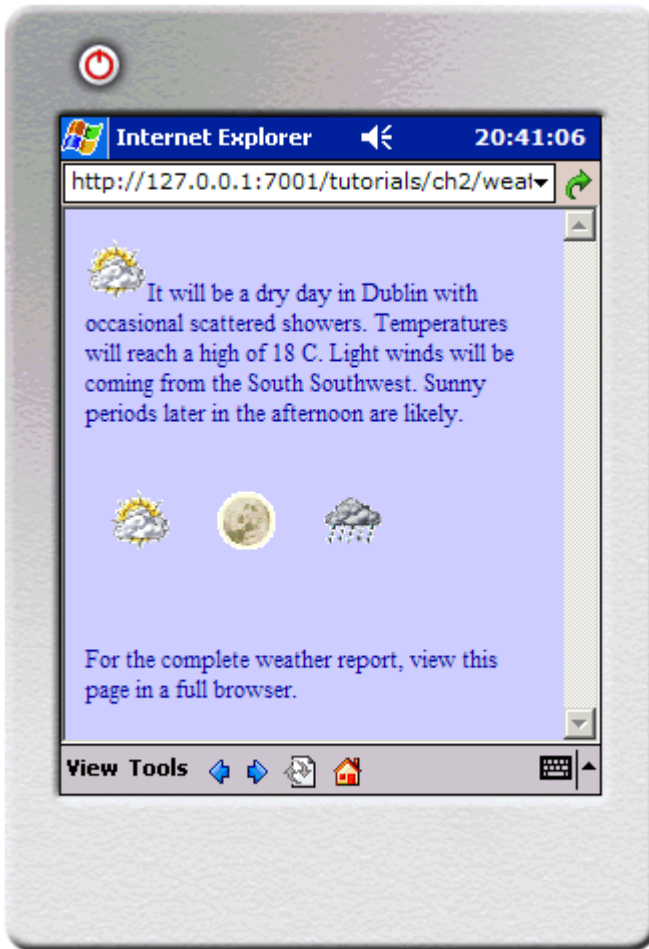 Internet Explorer 20:41:06
http://127.0.0.1:7001/tutorials/ch2/weat
It will be a dry day in Dublin with
occasional scattered showers. Temperatures
will reach a high of 18 C. Light winds will be
coming from the South Southwest. Sunny
periods later in the afternoon are likely.
For the complete weather report, view this
page in a full browser.
View Tools